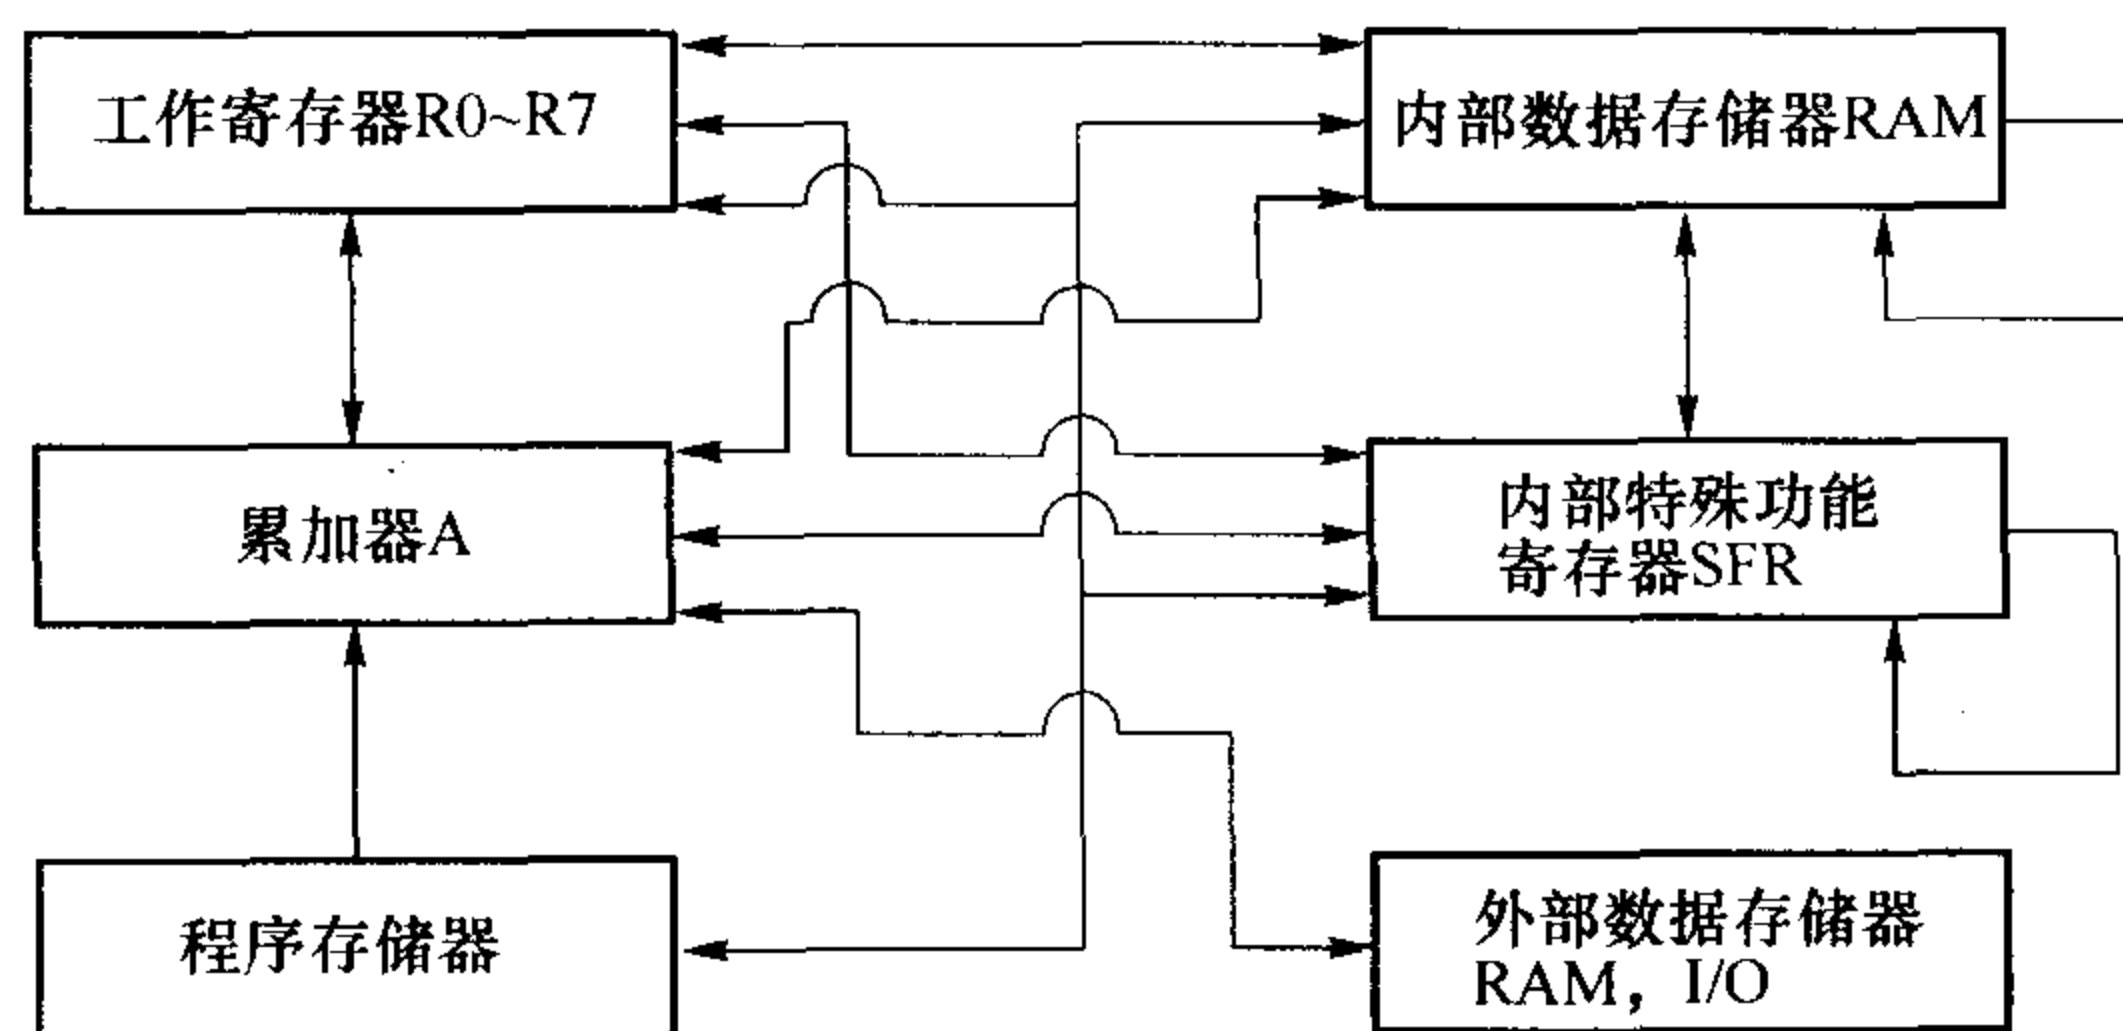 工作寄存器R0~R7
内部数据存储器RAM
累加器A
内部特殊功能
寄存器SFR
程序存储器
外部数据存储器
RAM，I/O